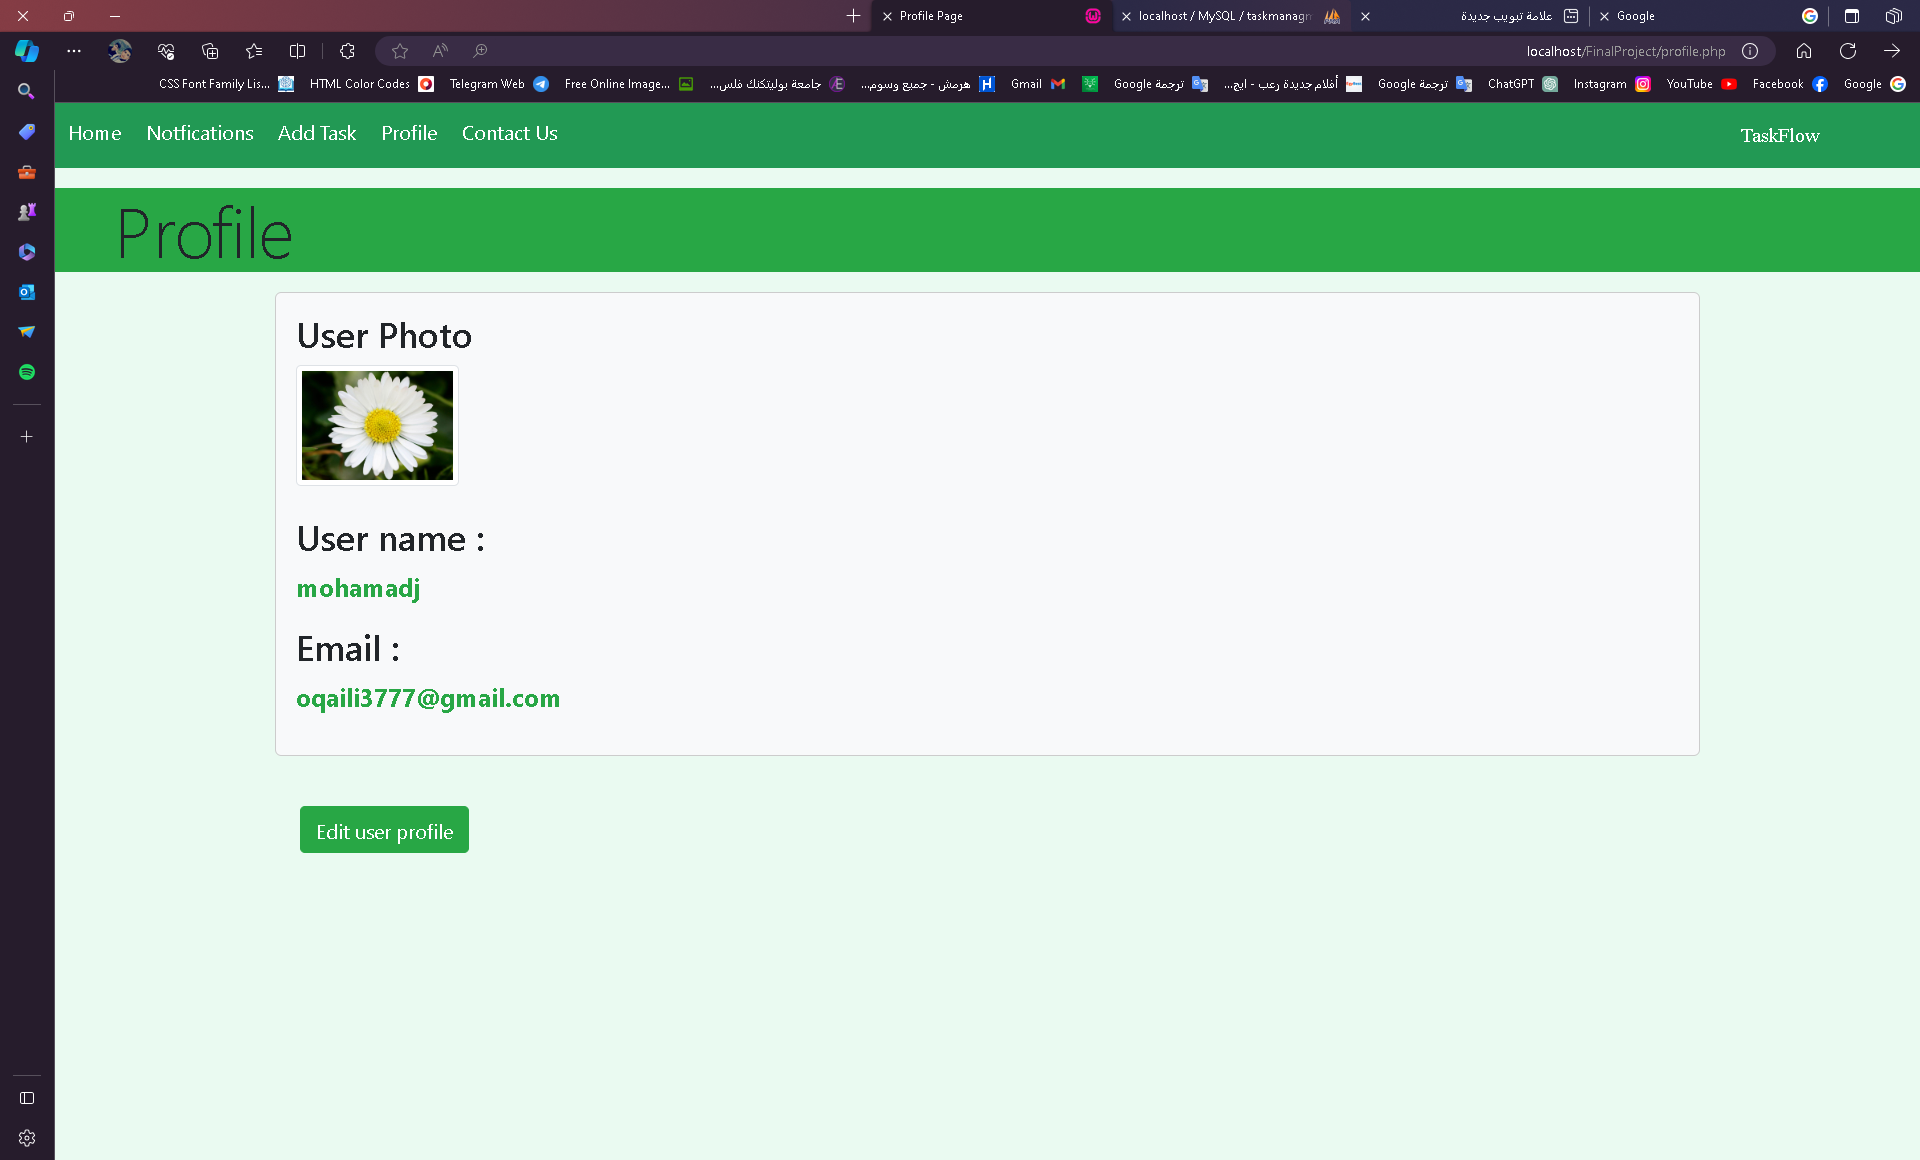 Profile Page
localhost / MySQL / taskmanagm
علامة تبويب جديدة
Google
localhost/FinalProject/profile.php
CSS Font Family Lis...
HTML Color Codes
Telegram Web
Free Online Image...
جامعة بوليتكنك فلس...
هرمش - جميع وسوم...
Gmail
ترجمة Google
أفلام جديدة رعب - ايج...
ترجمة Google
ChatGPT
Instagram
YouTube
Facebook
Google
Home
Notfications
Add Task
Profile
Contact Us
TaskFlow
Profile
User Photo
User name :
mohamadj
Email :
oqaili3777@gmail.com
Edit user profile